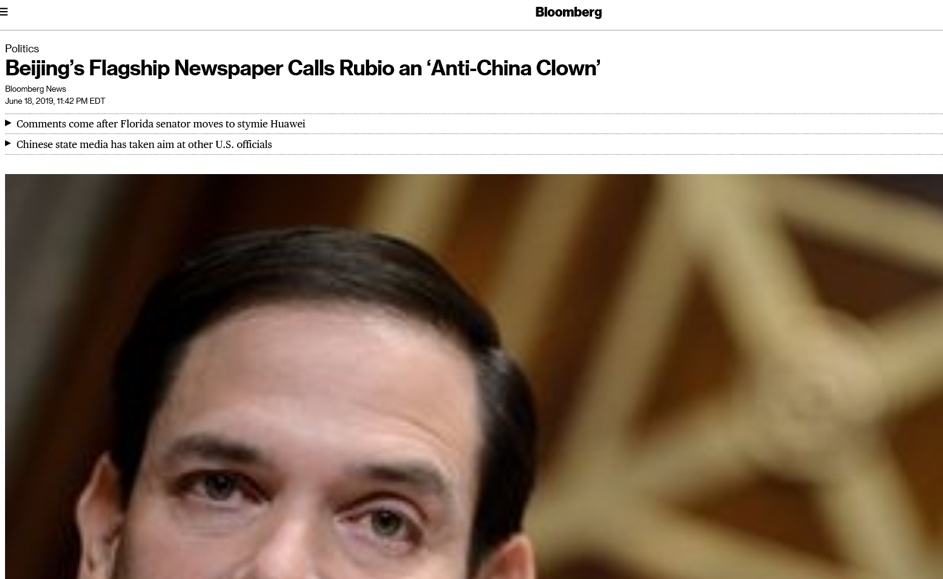 Bloomberg
Politics
Beijing’s Flagship Newspaper Calls Rubio an ‘Anti-China Clown’
Bloomberg News
June 18, 2019, 11:42 PM EDT
Comments come after Florida senator moves to stymie Huawei
Chinese state media has taken aim at other U.S. officials